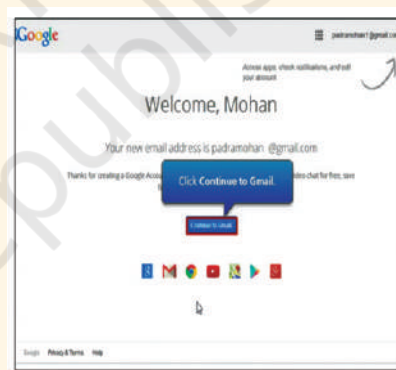 Google
padramohan1@gmail.com
Access apps, check notifications, and edit
your account
Welcome, Mohan
Your new email address is padramohan @gmail.com
Thanks for creating a Google Accou
video chat for free, save
Click Continue to Gmail.
Continue to Gmail
Google Privacy & Terms Help